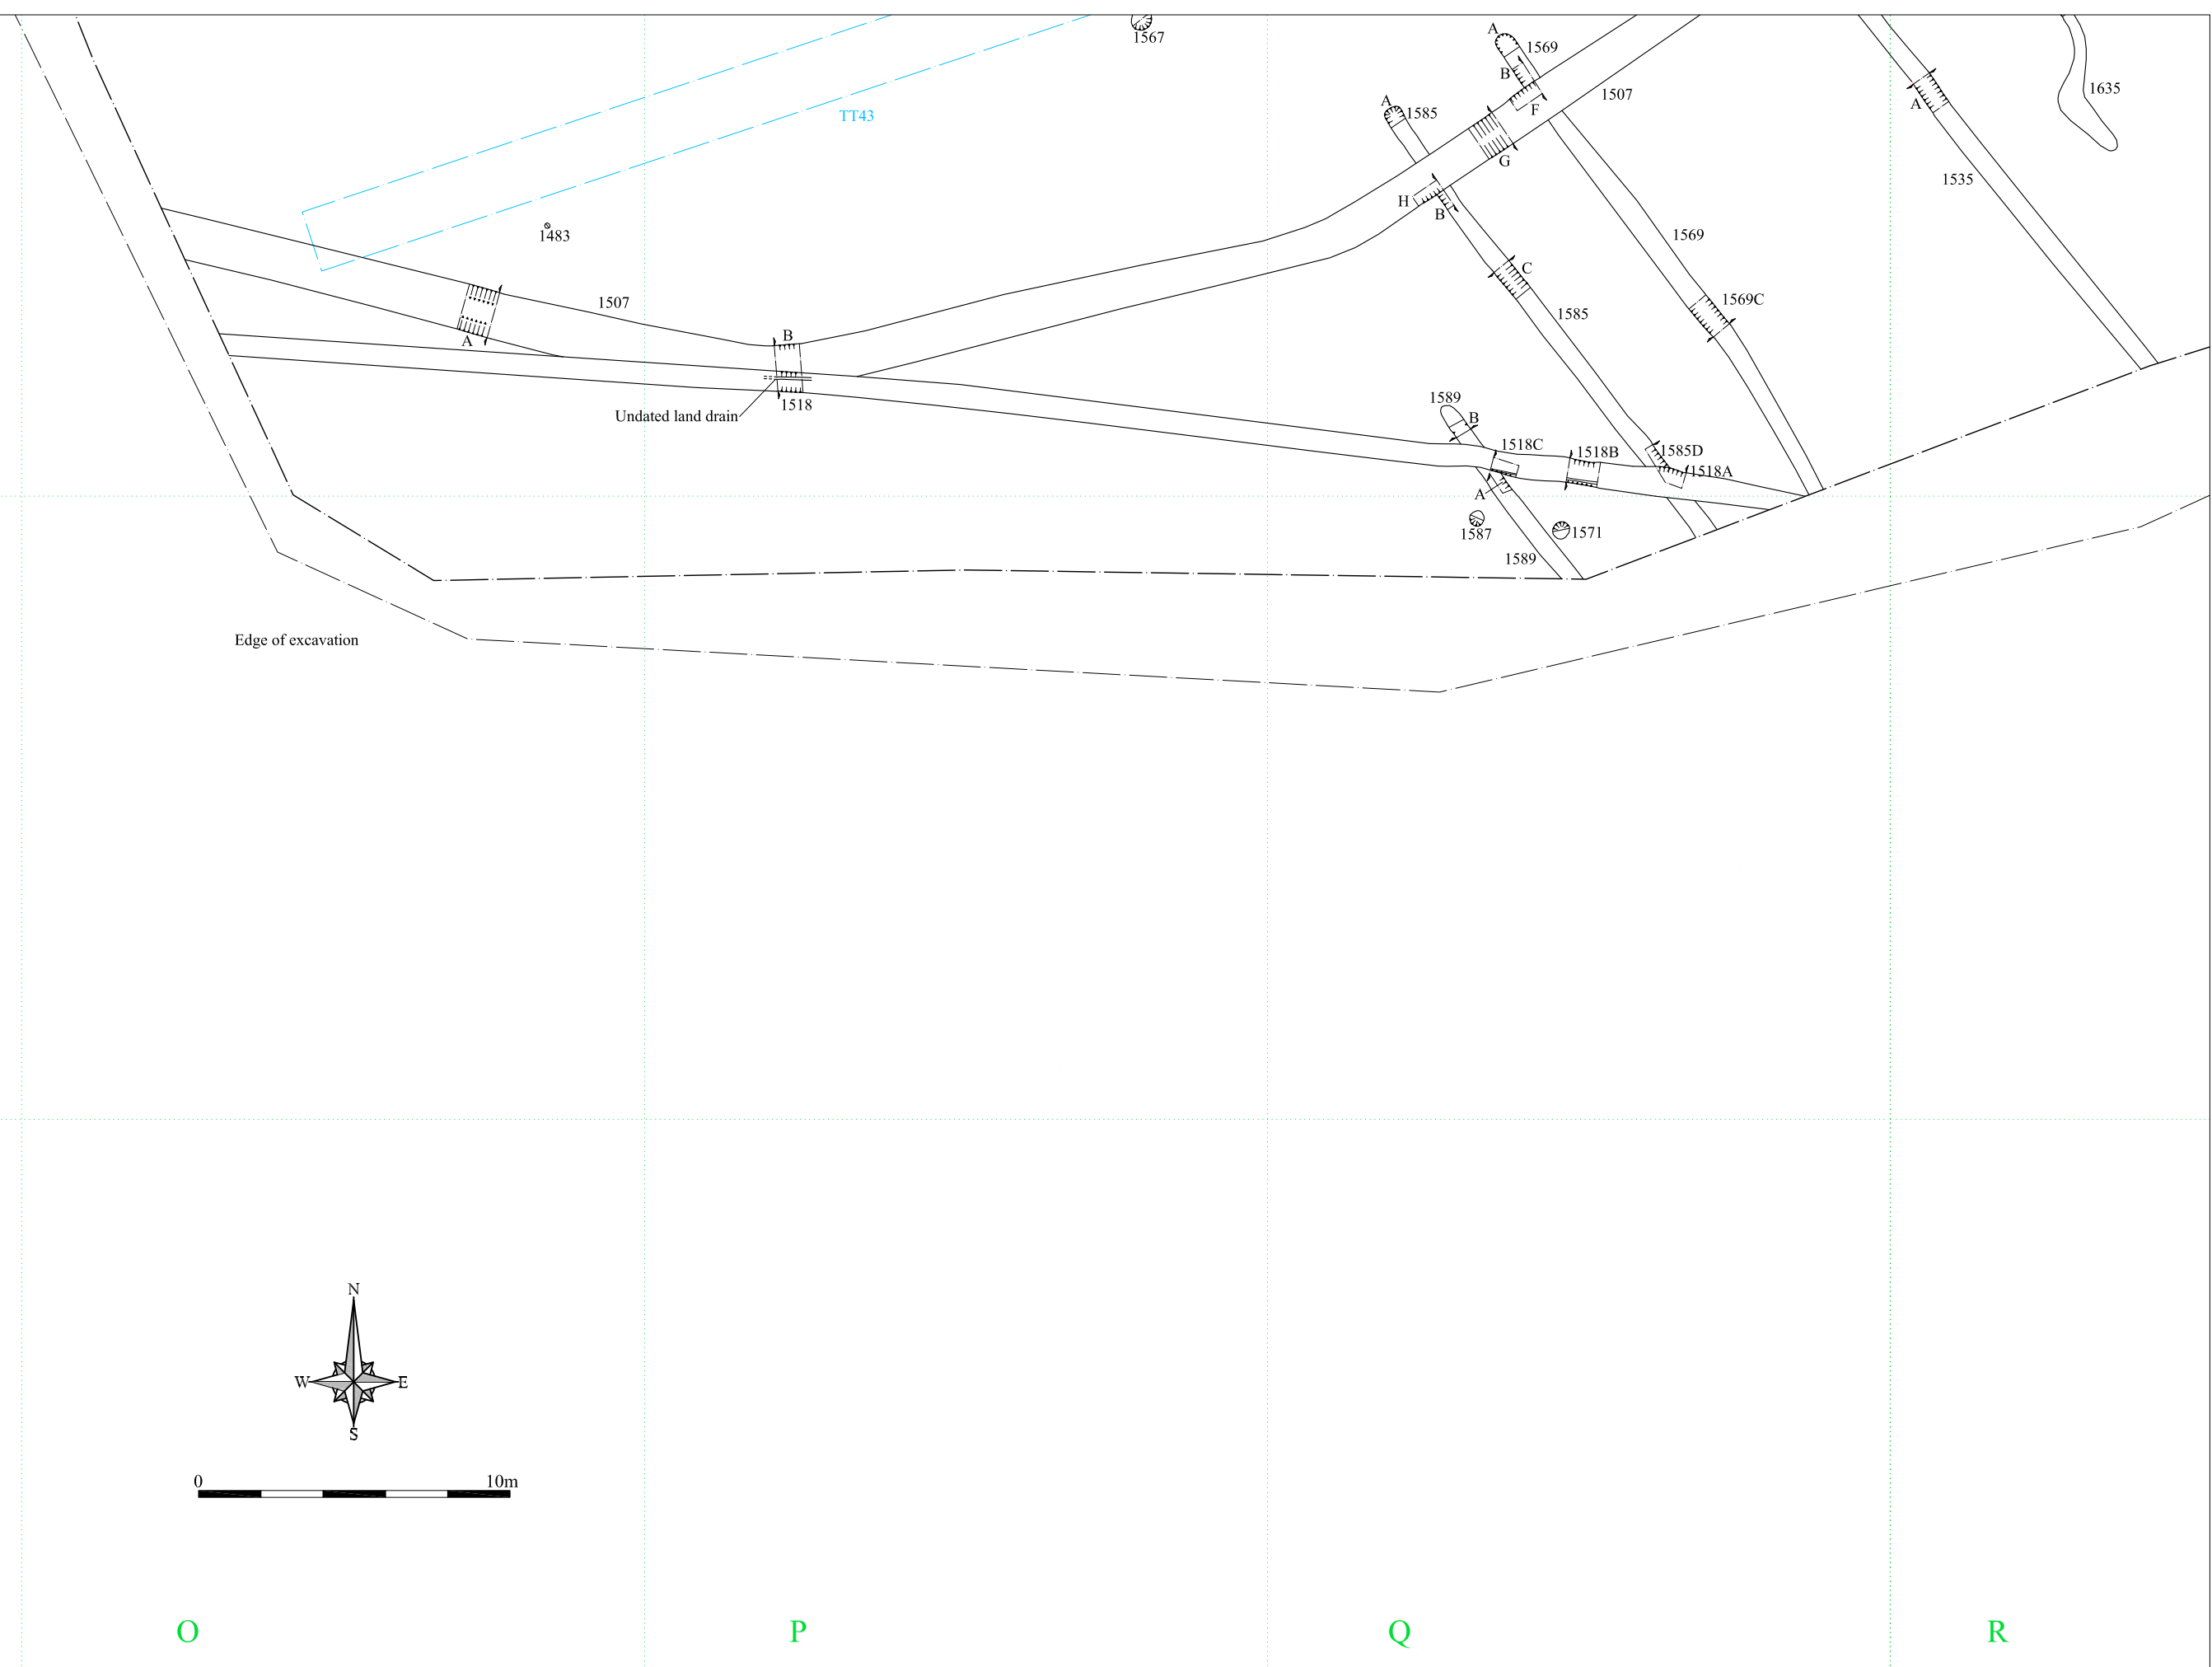 1567
A
1569
B
F
1507
A
1585
G
H
B
TT43
1483
1569
C
1569C
1585
1507
A
B
1518
Undated land drain
1589
B
1518C
1518B
1585D
1518A
A
1587
1571
1589
A
1535
1635
Edge of excavation
N
W
E
S
0
10m
O
P
Q
R